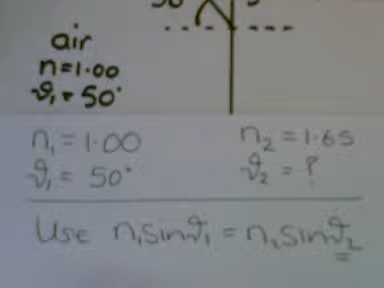 air
n=1.00
ϑ₁ = 50°
n₁ = 1.00 n₂ = 1.65
ϑ₁ = 50° ϑ₂ = ?
Use n₁sinϑ₁ = n₂sinϑ₂